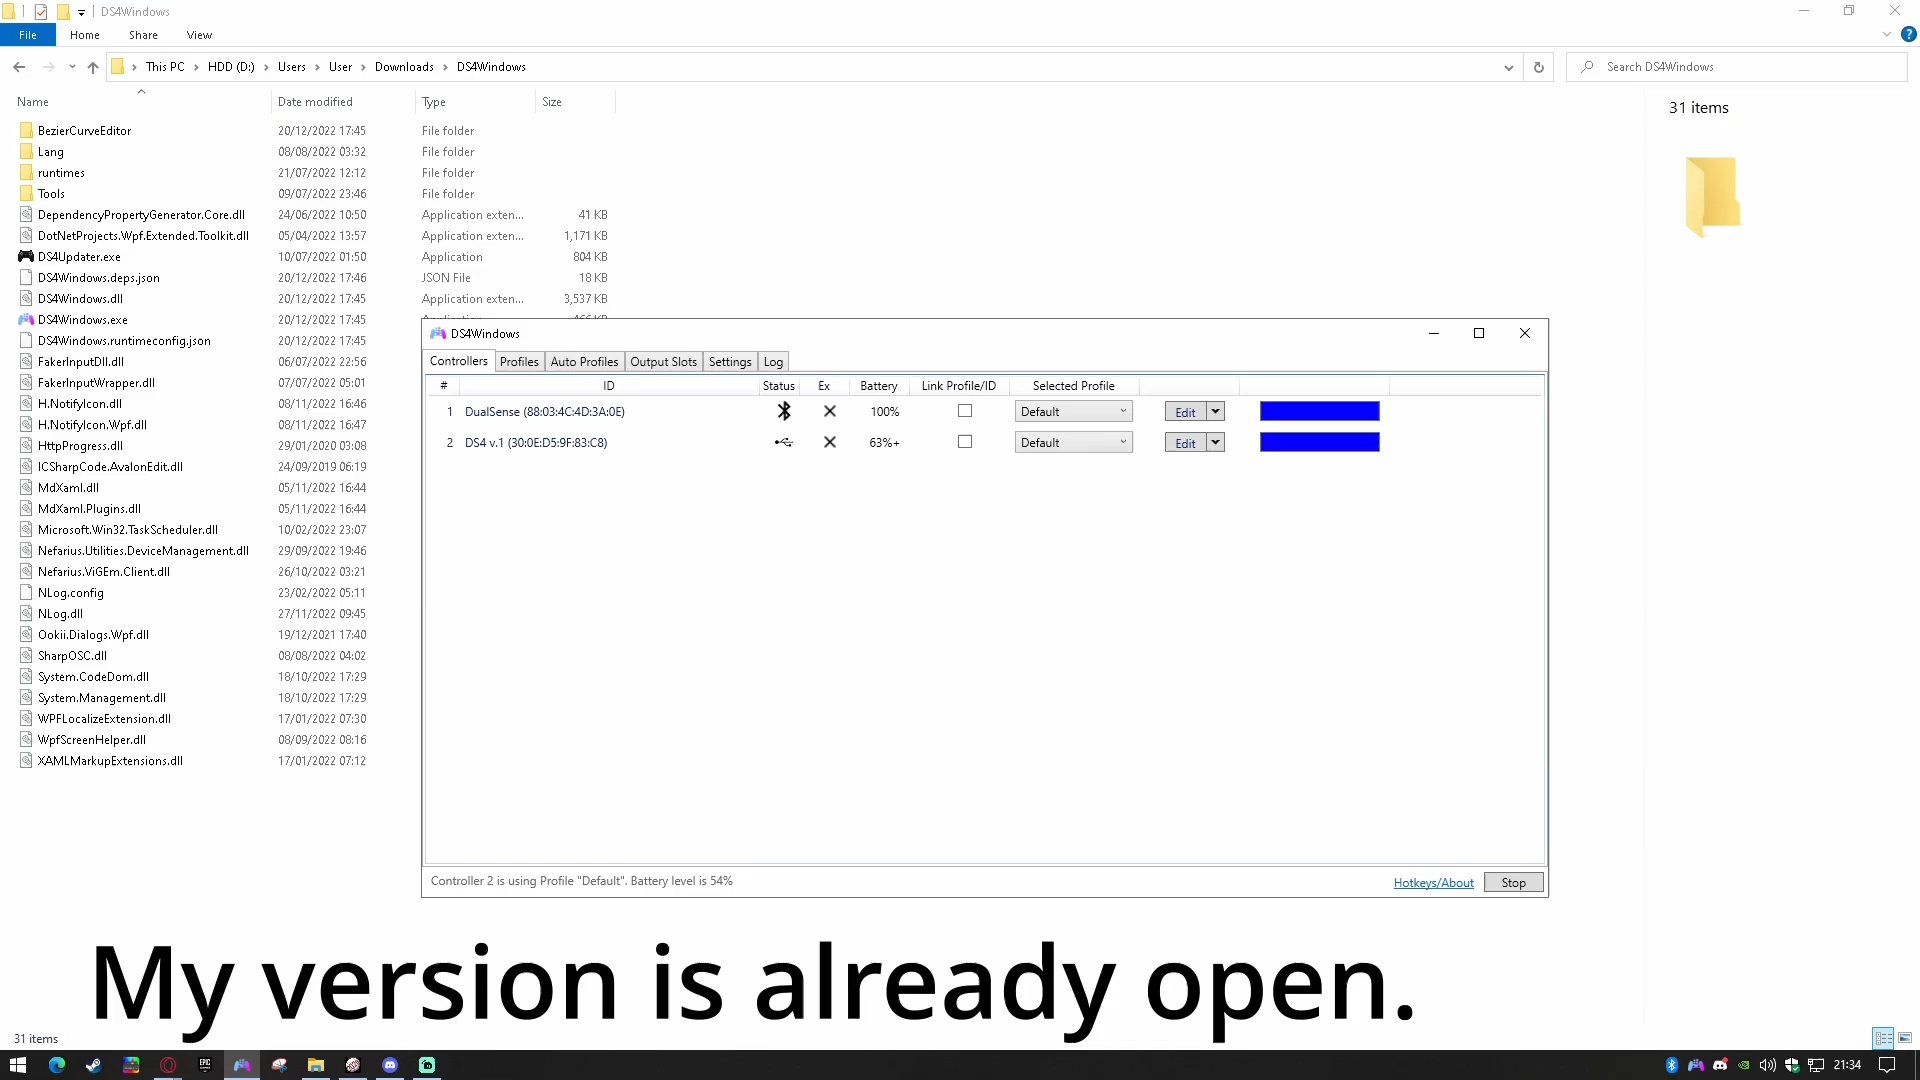 DS4Windows
File Home Share View
This PC HDD (D:) Users User Downloads DS4Windows
Search DS4Windows
Name Date modified Type Size
31 items
BezierCurveEditor 20/12/2022 17:45 File folder
Lang 08/08/2022 03:32 File folder
runtimes 21/07/2022 12:12 File folder
Tools 09/07/2022 23:46 File folder
DependencyPropertyGenerator.Core.dll 24/06/2022 10:50 Application exten... 41 KB
DotNetProjects.Wpf.Extended.Toolkit.dll 05/04/2022 13:57 Application exten... 1,171 KB
DS4Updater.exe 10/07/2022 01:50 Application 804 KB
DS4Windows.deps.json 20/12/2022 17:46 JSON File 18 KB
DS4Windows.dll 20/12/2022 17:45 Application exten... 3,537 KB
DS4Windows.exe 20/12/2022 17:45
DS4Windows.runtimeconfig.json 20/12/2022 17:45
FakerInputDll.dll 06/07/2022 22:56
FakerInputWrapper.dll 07/07/2022 05:01
H.NotifyIcon.dll 08/11/2022 16:46
H.NotifyIcon.Wpf.dll 08/11/2022 16:47
HttpProgress.dll 29/01/2020 03:08
ICSharpCode.AvalonEdit.dll 24/09/2019 06:19
MdXaml.dll 05/11/2022 16:44
MdXaml.Plugins.dll 05/11/2022 16:44
Microsoft.Win32.TaskScheduler.dll 10/02/2022 23:07
Nefarius.Utilities.DeviceManagement.dll 29/09/2022 19:46
Nefarius.ViGEm.Client.dll 26/10/2022 03:21
NLog.config 23/02/2022 05:11
NLog.dll 27/11/2022 09:45
Ookii.Dialogs.Wpf.dll 19/12/2021 17:40
SharpOSC.dll 08/08/2022 04:02
System.CodeDom.dll 18/10/2022 17:29
System.Management.dll 18/10/2022 17:29
WPFLocalizeExtension.dll 17/01/2022 07:30
WpfScreenHelper.dll 08/09/2022 08:16
XAMLMarkupExtensions.dll 17/01/2022 07:12
DS4Windows
Controllers Profiles Auto Profiles Output Slots Settings Log
# ID Status Ex Battery Link Profile/ID Selected Profile
1 DualSense (88:03:4C:4D:3A:0E) 100% Default Edit
2 DS4 v.1 (30:0E:D5:9F:83:C8) 63%+ Default Edit
Controller 2 is using Profile "Default". Battery level is 54%
Hotkeys/About Stop
My version is already open.
31 items
21:34